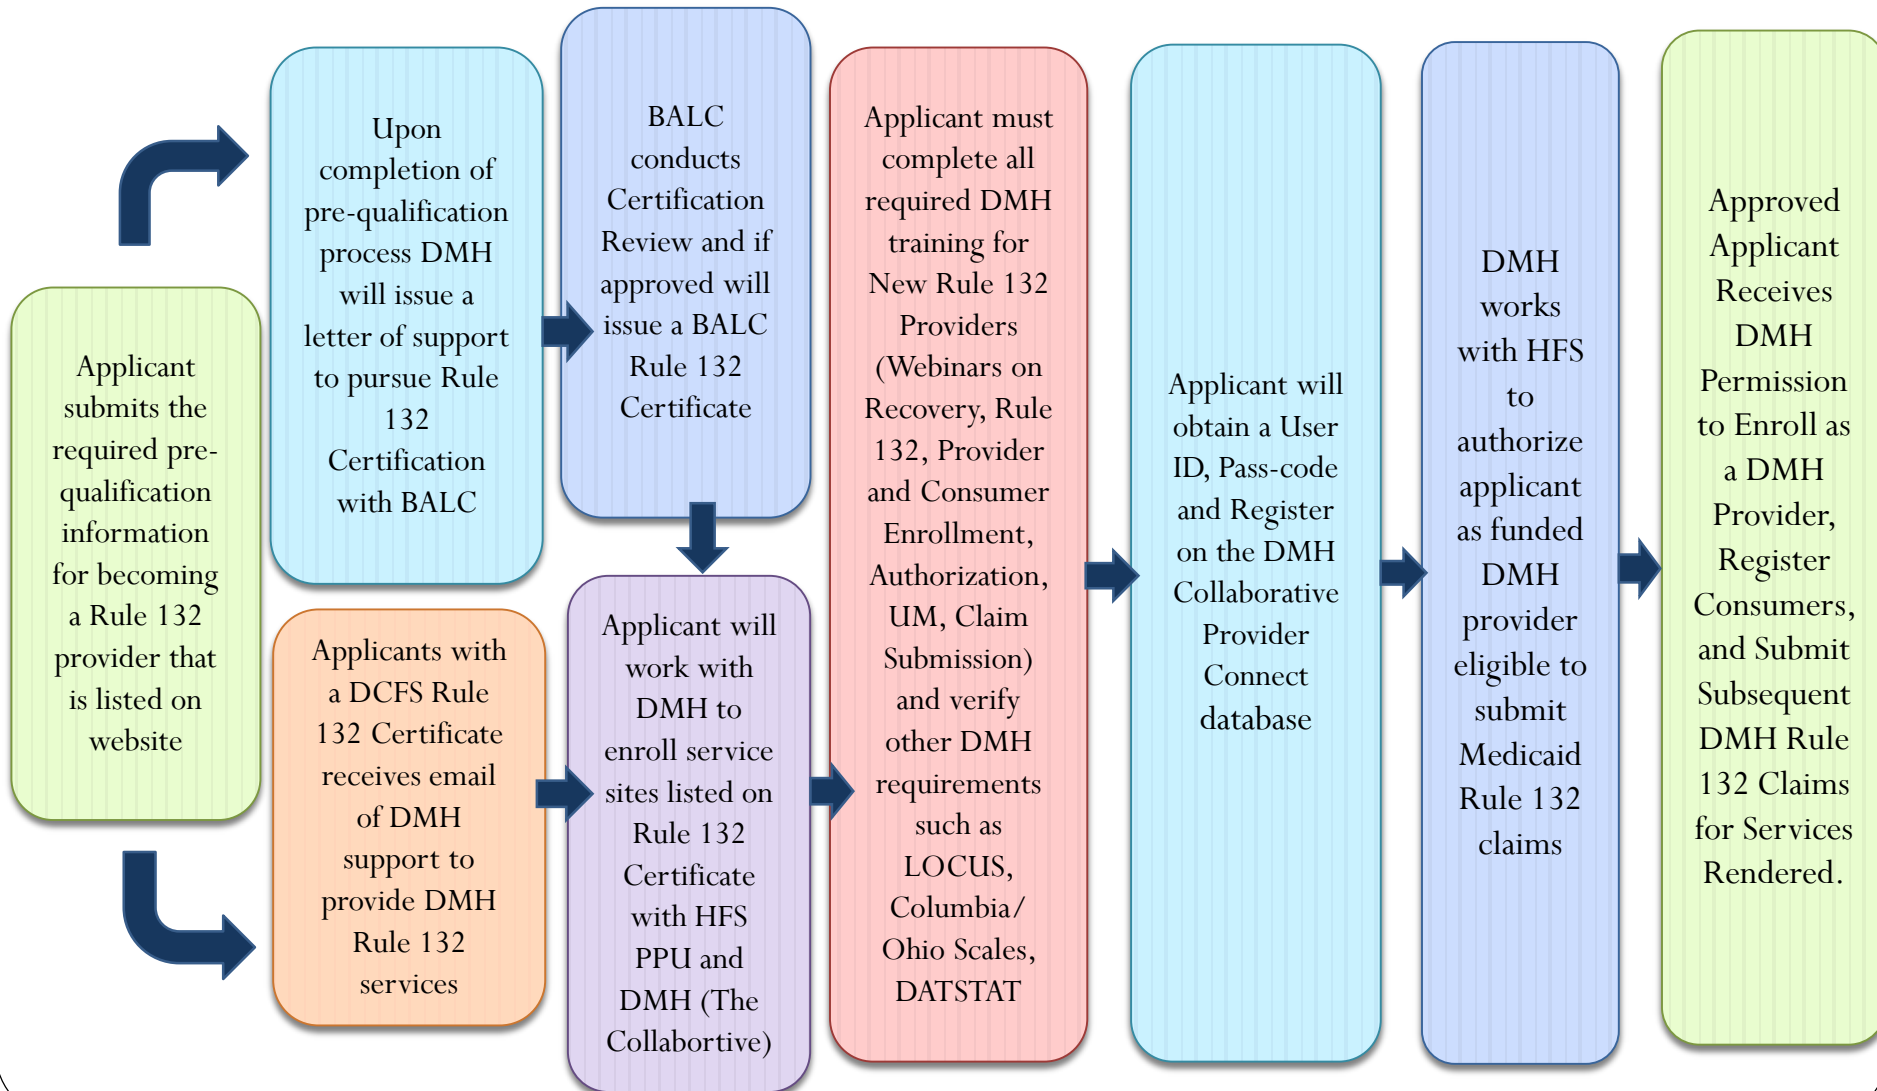 Applicant
submits the
required pre-
qualification
information
for becoming
a Rule 132
provider that
is listed on
website
Upon
completion of
pre-qualification
process DMH
will issue a
letter of support
to pursue Rule
132
Certification
with BALC
Applicants with
a DCFS Rule
132 Certificate
receives email
of DMH
support to
provide DMH
Rule 132
services
BALC
conducts
Certification
Review and if
approved will
issue a BALC
Rule 132
Certificate
Applicant will
work with
DMH to
enroll service
sites listed on
Rule 132
Certificate
with HFS
PPU and
DMH (The
Collabortive)
Applicant must
complete all
required DMH
training for
New Rule 132
Providers
(Webinars on
Recovery, Rule
132, Provider
and Consumer
Enrollment,
Authorization,
UM, Claim
Submission)
and verify
other DMH
requirements
such as
LOCUS,
Columbia/
Ohio Scales,
DATSTAT
Applicant will
obtain a User
ID, Pass-code
and Register
on the DMH
Collaborative
Provider
Connect
database
DMH
works
with HFS
to
authorize
applicant
as funded
DMH
provider
eligible to
submit
Medicaid
Rule 132
claims
Approved
Applicant
Receives
DMH
Permission
to Enroll as
a DMH
Provider,
Register
Consumers,
and Submit
Subsequent
DMH Rule
132 Claims
for Services
Rendered.